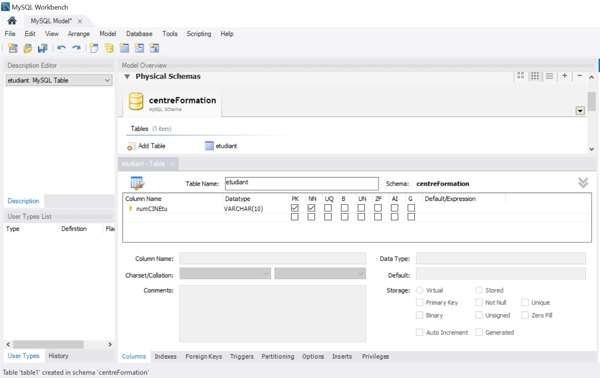 MySQL Workbench
MySQL Model* ×
File Edit View Arrange Model Database Tools Scripting Help
Description Editor
etudiant: MySQL Table
Description
User Types List
Type Definition Flag
User Types History
Model Overview
Physical Schemas
centreFormation
MySQL Schema
Tables (1 item)
Add Table etudiant
etudiant - Table ×
Table Name: etudiant Schema: centreFormation
Column Name Datatype PK NN UQ B UN ZF AI G Default/Expression
numCINEtu VARCHAR(10)
Column Name: Data Type:
Charset/Collation: Default:
Comments: Storage: Virtual Stored
Primary Key Not Null Unique
Binary Unsigned Zero Fill
Auto Increment Generated
Columns Indexes Foreign Keys Triggers Partitioning Options Inserts Privileges
Table 'table1' created in schema 'centreFormation'